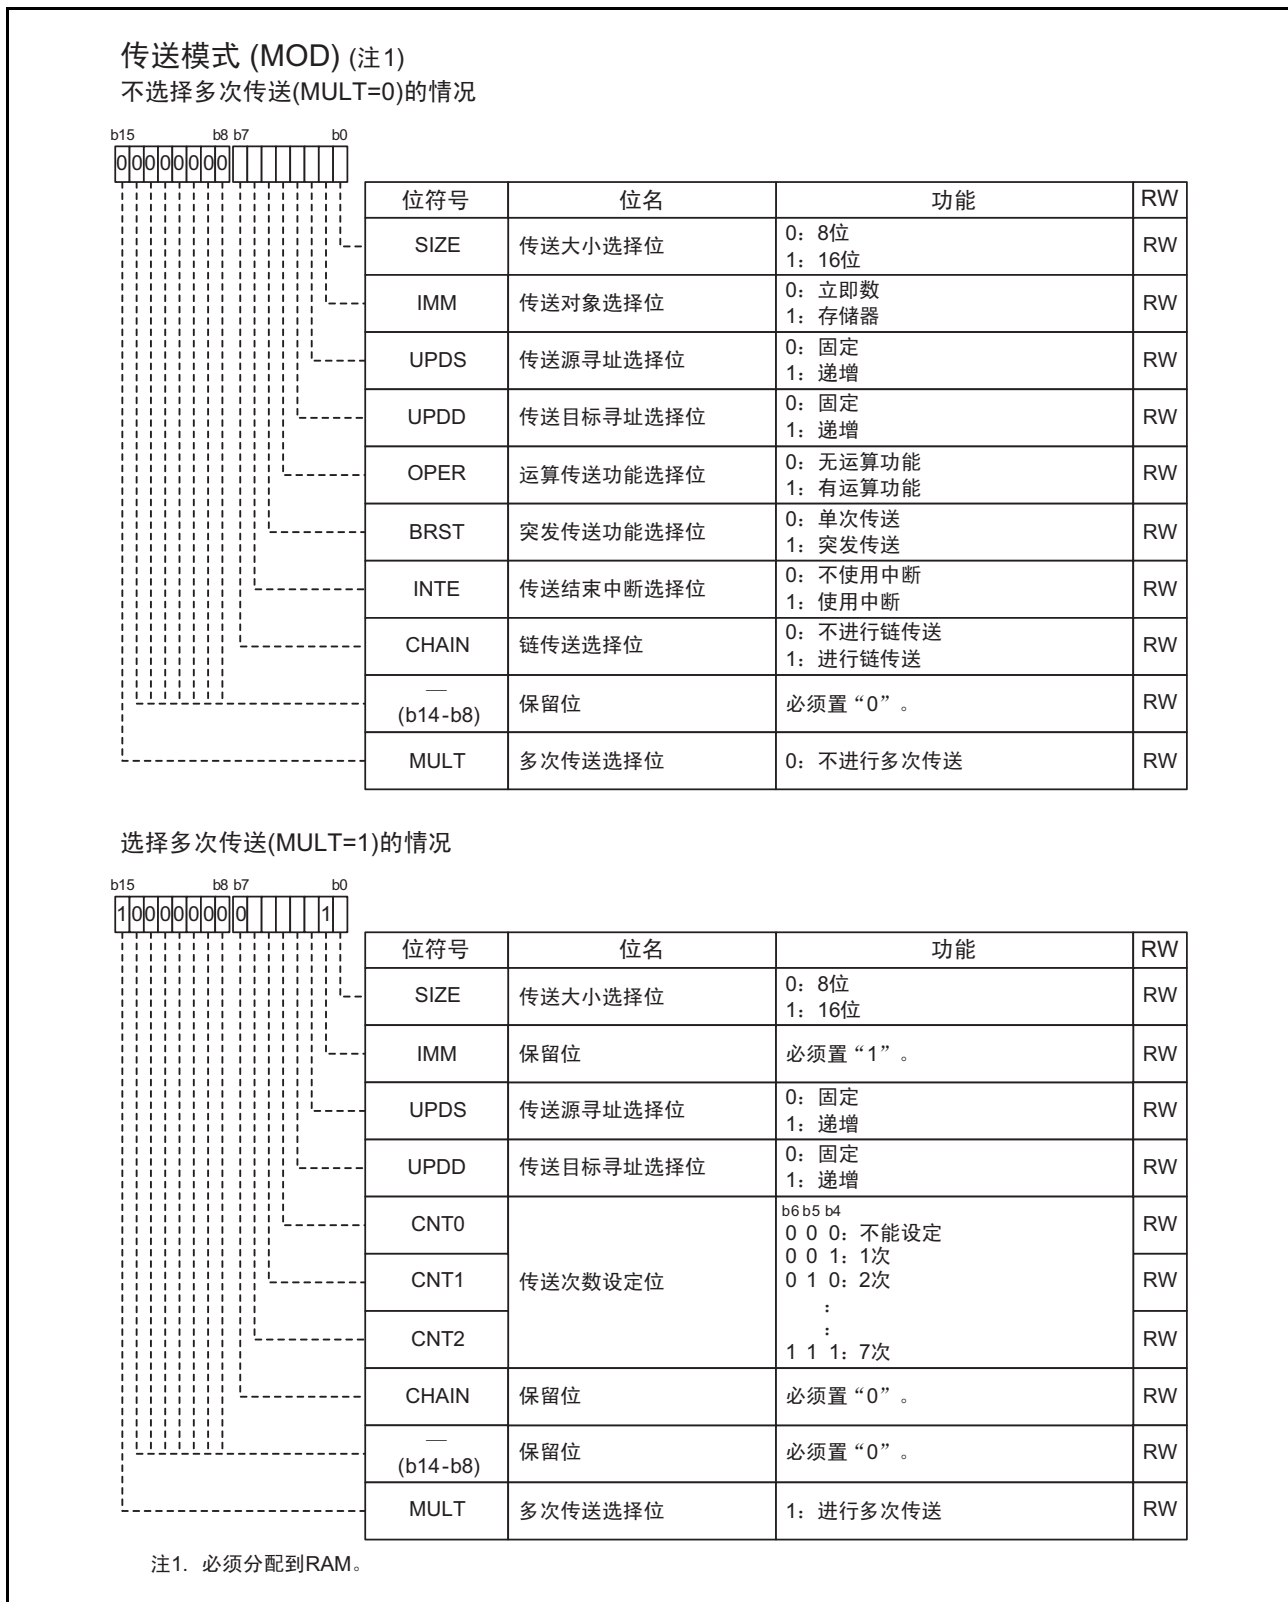 传送模式 (MOD) (注1)
不选择多次传送(MULT=0)的情况
b15 b8 b7 b0
0 0 0 0 0 0 0 0
位符号 位名 功能 RW
SIZE 传送大小选择位 0：8位 RW
1：16位
IMM 传送对象选择位 0：立即数 RW
1：存储器
UPDS 传送源寻址选择位 0：固定 RW
1：递增
UPDD 传送目标寻址选择位 0：固定 RW
1：递增
OPER 运算传送功能选择位 0：无运算功能 RW
1：有运算功能
BRST 突发传送功能选择位 0：单次传送 RW
1：突发传送
INTE 传送结束中断选择位 0：不使用中断 RW
1：使用中断
CHAIN 链传送选择位 0：不进行链传送 RW
1：进行链传送
—
(b14-b8) 保留位 必须置“0”。 RW
MULT 多次传送选择位 0：不进行多次传送 RW
选择多次传送(MULT=1)的情况
b15 b8 b7 b0
1 0 0 0 0 0 0 0 0 1
位符号 位名 功能 RW
SIZE 传送大小选择位 0：8位 RW
1：16位
IMM 保留位 必须置“1”。 RW
UPDS 传送源寻址选择位 0：固定 RW
1：递增
UPDD 传送目标寻址选择位 0：固定 RW
1：递增
CNT0 传送次数设定位 b6 b5 b4 RW
0 0 0：不能设定
0 0 1：1次
CNT1 0 1 0：2次 RW
：
：
CNT2 1 1 1：7次 RW
CHAIN 保留位 必须置“0”。 RW
—
(b14-b8) 保留位 必须置“0”。 RW
MULT 多次传送选择位 1：进行多次传送 RW
注1. 必须分配到RAM。